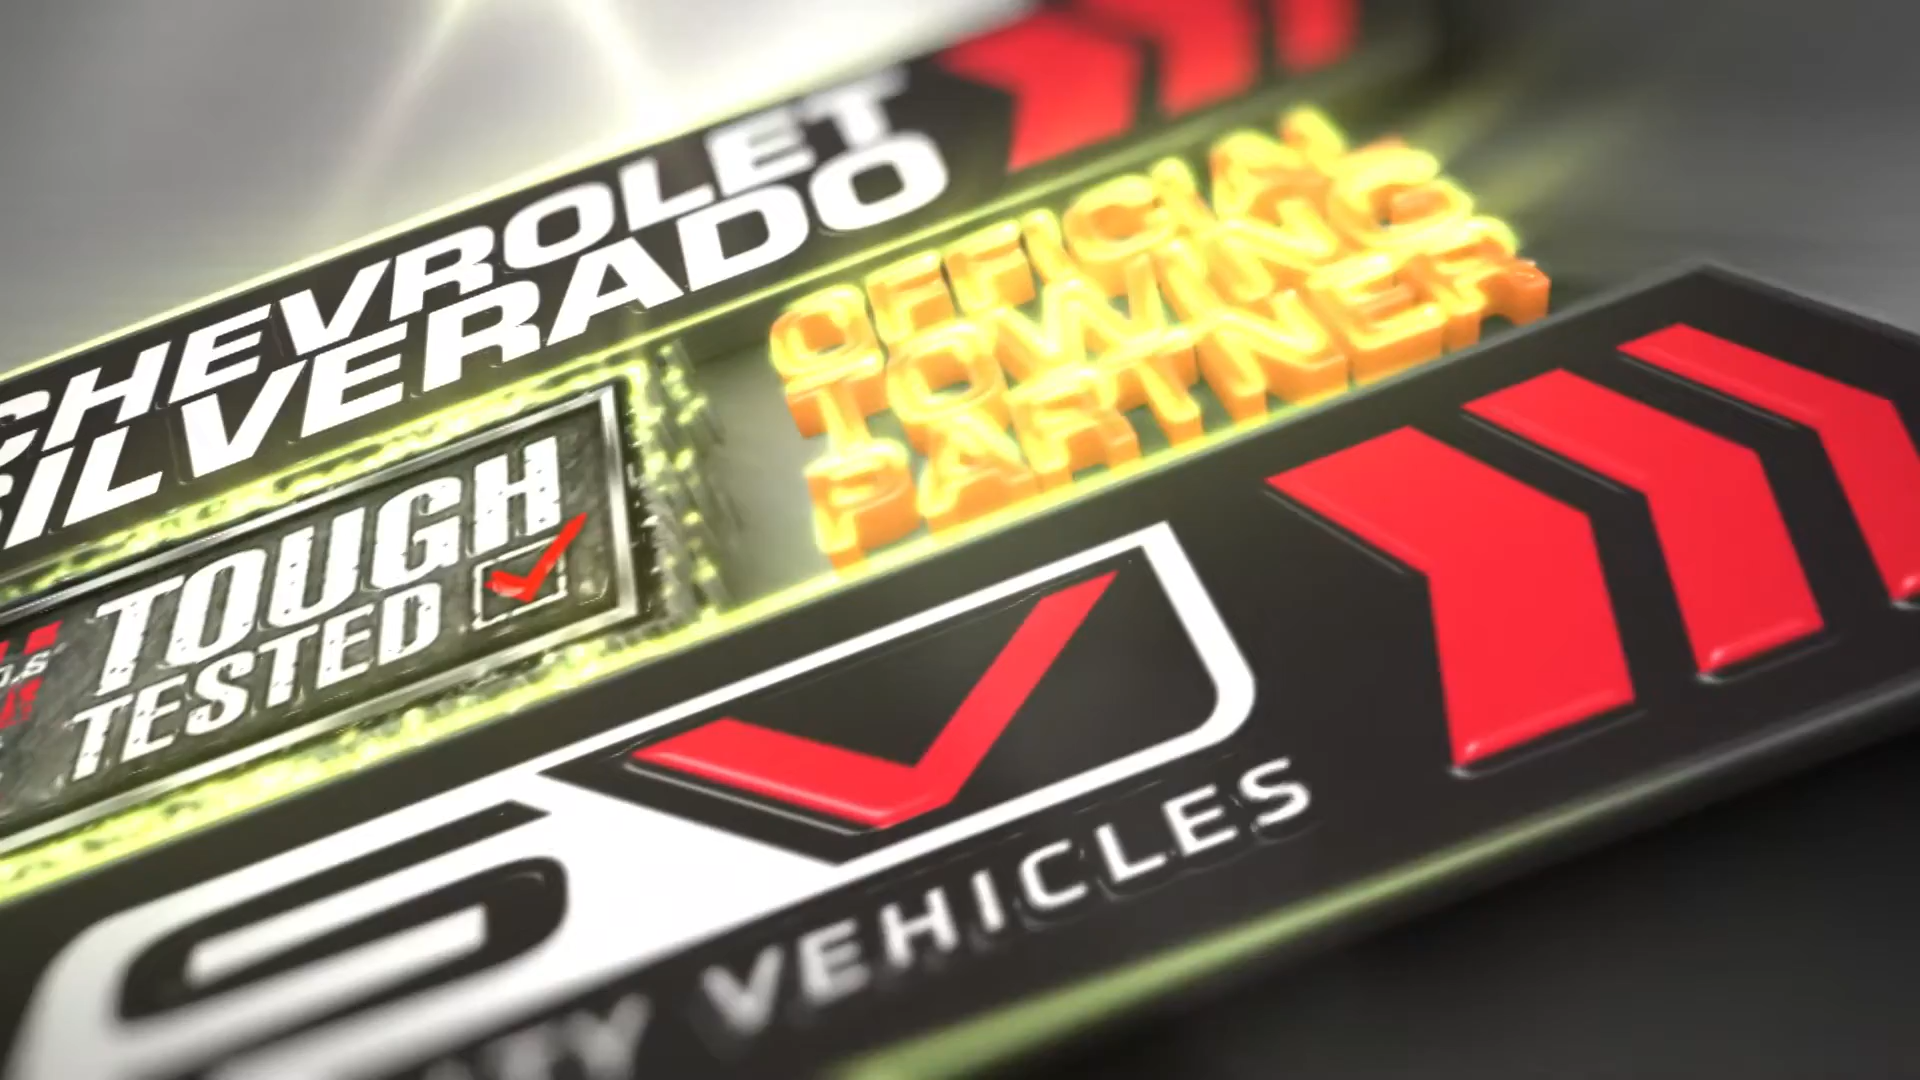 CHEVROLET
SILVERADO
TOUGH
TESTED
OFFICIAL
TOWING
PARTNER
VEHICLES